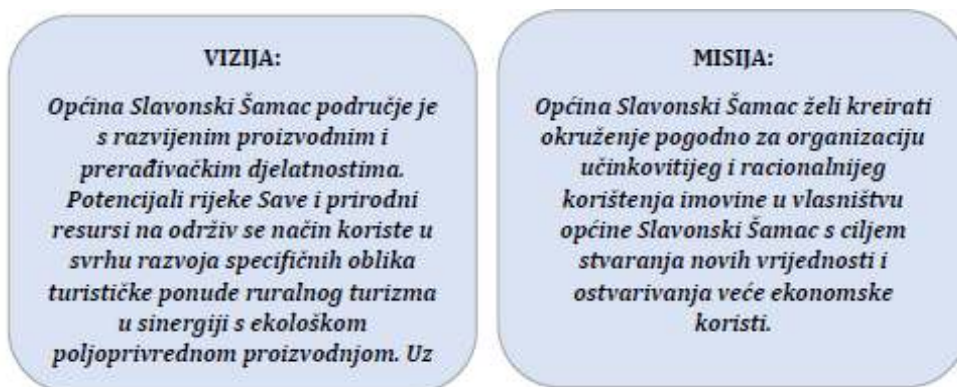 VIZIJA:
Općina Slavonski Šamac područje je
s razvijenim proizvodnim i
prerađivačkim djelatnostima.
Potencijali rijeke Save i prirodni
resursi na održiv se način koriste u
svrhu razvoja specifičnih oblika
turističke ponude ruralnog turizma
u sinergiji s ekološkom
poljoprivrednom proizvodnjom. Uz
MISIJA:
Općina Slavonski Šamac želi kreirati
okruženje pogodno za organizaciju
učinkovitijeg i racionalnijeg
korištenja imovine u vlasništvu
općine Slavonski Šamac s ciljem
stvaranja novih vrijednosti i
ostvarivanja veće ekonomske
koristi.